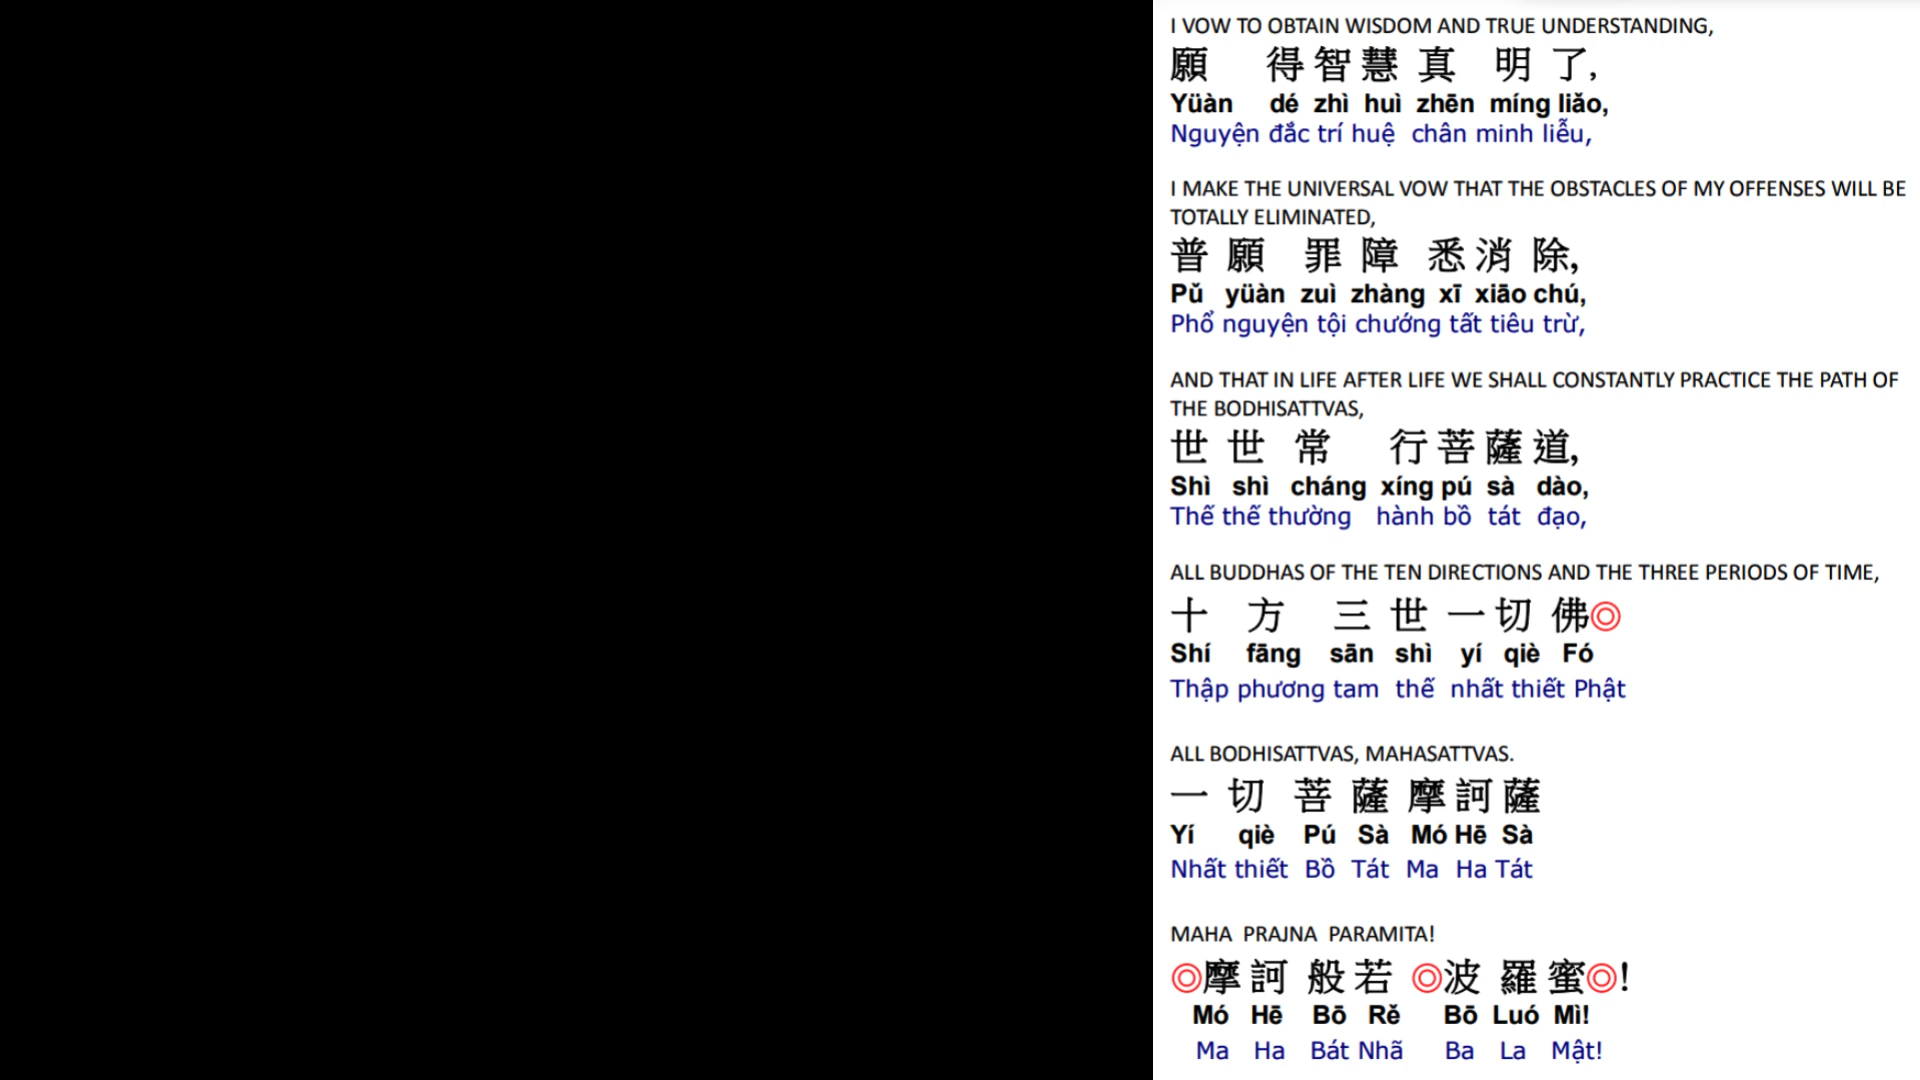 I VOW TO OBTAIN WISDOM AND TRUE UNDERSTANDING,
願 得 智 慧 真 明 了,
Yüàn dé zhì huì zhēn míng liǎo,
Nguyện đắc trí huệ chân minh liễu,
I MAKE THE UNIVERSAL VOW THAT THE OBSTACLES OF MY OFFENSES WILL BE
TOTALLY ELIMINATED,
普 願 罪 障 悉 消 除,
Pǔ yüàn zuì zhàng xī xiāo chú,
Phổ nguyện tội chướng tất tiêu trừ,
AND THAT IN LIFE AFTER LIFE WE SHALL CONSTANTLY PRACTICE THE PATH OF
THE BODHISATTVAS,
世 世 常 行 菩 薩 道,
Shì shì cháng xíng pú sà dào,
Thế thế thường hành bồ tát đạo,
ALL BUDDHAS OF THE TEN DIRECTIONS AND THE THREE PERIODS OF TIME,
十 方 三 世 一 切 佛◎
Shí fāng sān shì yí qiè Fó
Thập phương tam thế nhất thiết Phật
ALL BODHISATTVAS, MAHASATTVAS.
一 切 菩 薩 摩 訶 薩
Yí qiè Pú Sà Mó Hē Sà
Nhất thiết Bồ Tát Ma Ha Tát
MAHA PRAJNA PARAMITA!
◎摩 訶 般 若 ◎波 羅 蜜◎!
Mó Hē Bō Rě Bō Luó Mì!
Ma Ha Bát Nhã Ba La Mật!